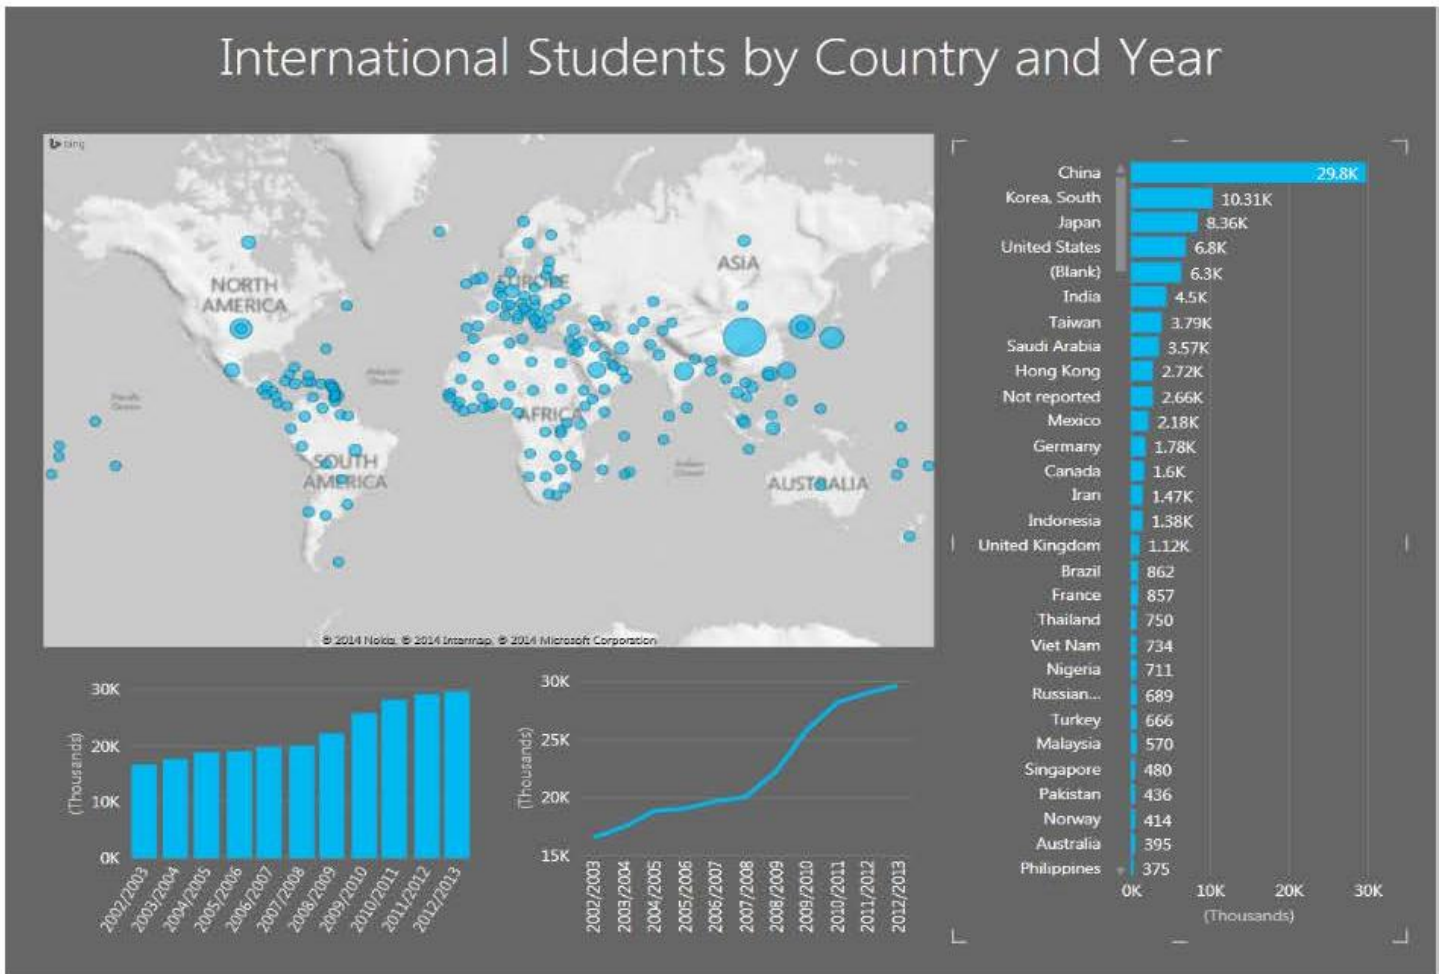 International Students by Country and Year
bing
NORTH
AMERICA
EUROPE
ASIA
Atlantic
Ocean
Pacific
Ocean
AFRICA
SOUTH
AMERICA
Indian
Ocean
AUSTRALIA
© 2014 Nokia, © 2014 Intermap, © 2014 Microsoft Corporation
China 29.8K
Korea, South 10.31K
Japan 8.36K
United States 6.8K
(Blank) 6.3K
India 4.5K
Taiwan 3.79K
Saudi Arabia 3.57K
Hong Kong 2.72K
Not reported 2.66K
Mexico 2.18K
Germany 1.78K
Canada 1.6K
Iran 1.47K
Indonesia 1.38K
United Kingdom 1.12K
Brazil 862
France 857
Thailand 750
Viet Nam 734
Nigeria 711
Russian... 689
Turkey 666
Malaysia 570
Singapore 480
Pakistan 436
Norway 414
Australia 395
Philippines 375
0K 10K 20K 30K
(Thousands)
30K
20K
10K
0K
(Thousands)
2002/2003 2003/2004 2004/2005 2005/2006 2006/2007 2007/2008 2008/2009 2009/2010 2010/2011 2011/2012 2012/2013
30K
25K
20K
15K
(Thousands)
2002/2003 2003/2004 2004/2005 2005/2006 2006/2007 2007/2008 2008/2009 2009/2010 2010/2011 2011/2012 2012/2013